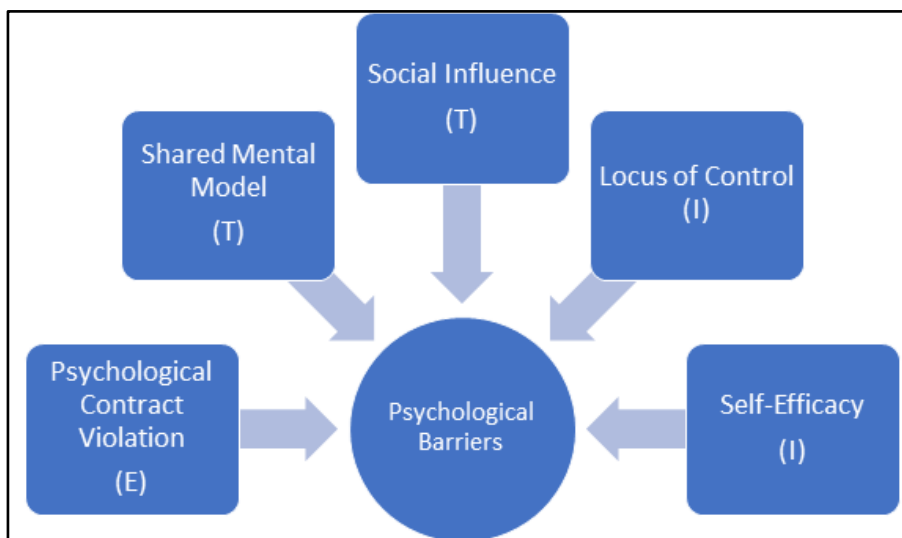 Social Influence
(T)
Shared Mental
Model
(T)
Locus of Control
(I)
Psychological
Contract
Violation
(E)
Psychological
Barriers
Self-Efficacy
(I)